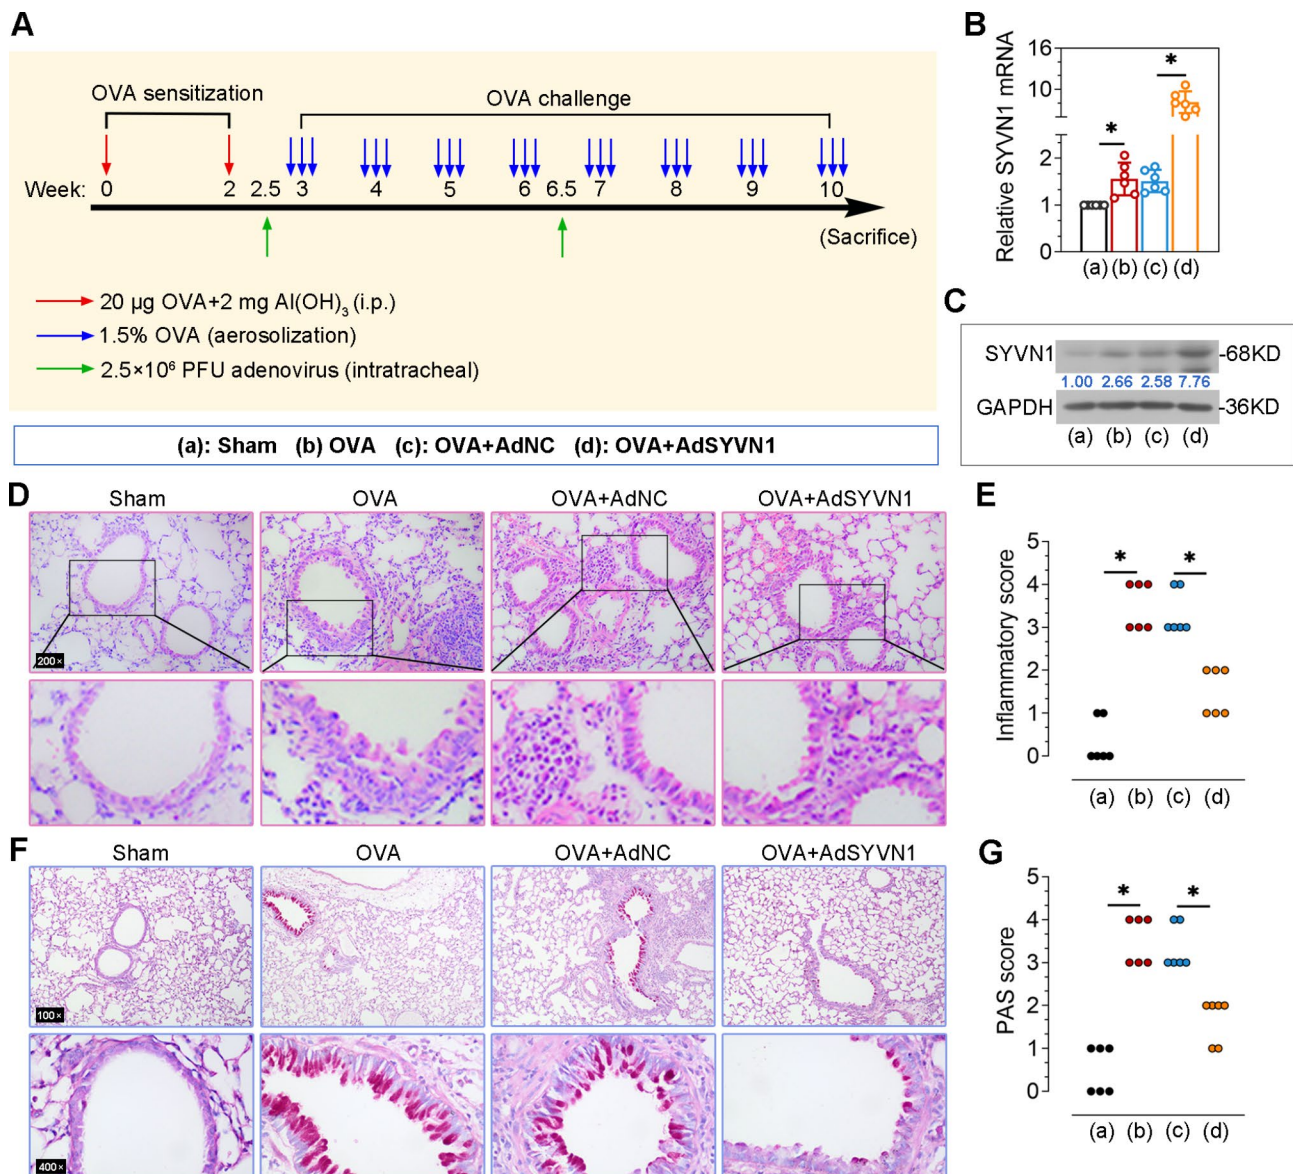 A
OVA sensitization
OVA challenge
Week: 0 2 2.5 3 4 5 6 6.5 7 8 9 10
(Sacrifice)
20 µg OVA+2 mg Al(OH)₃ (i.p.)
1.5% OVA (aerosolization)
2.5×10⁶ PFU adenovirus (intratracheal)
(a): Sham (b) OVA (c): OVA+AdNC (d): OVA+AdSYVN1
B
Relative SYVN1 mRNA
16
10
2
1
0
* *
(a) (b) (c) (d)
C
SYVN1 -68KD
1.00 2.66 2.58 7.76
GAPDH -36KD
(a) (b) (c) (d)
D
Sham OVA OVA+AdNC OVA+AdSYVN1
200×
E
Inflammatory score
5
4
3
2
1
0
* *
(a) (b) (c) (d)
F
Sham OVA OVA+AdNC OVA+AdSYVN1
100×
400×
G
PAS score
5
4
3
2
1
0
* *
(a) (b) (c) (d)